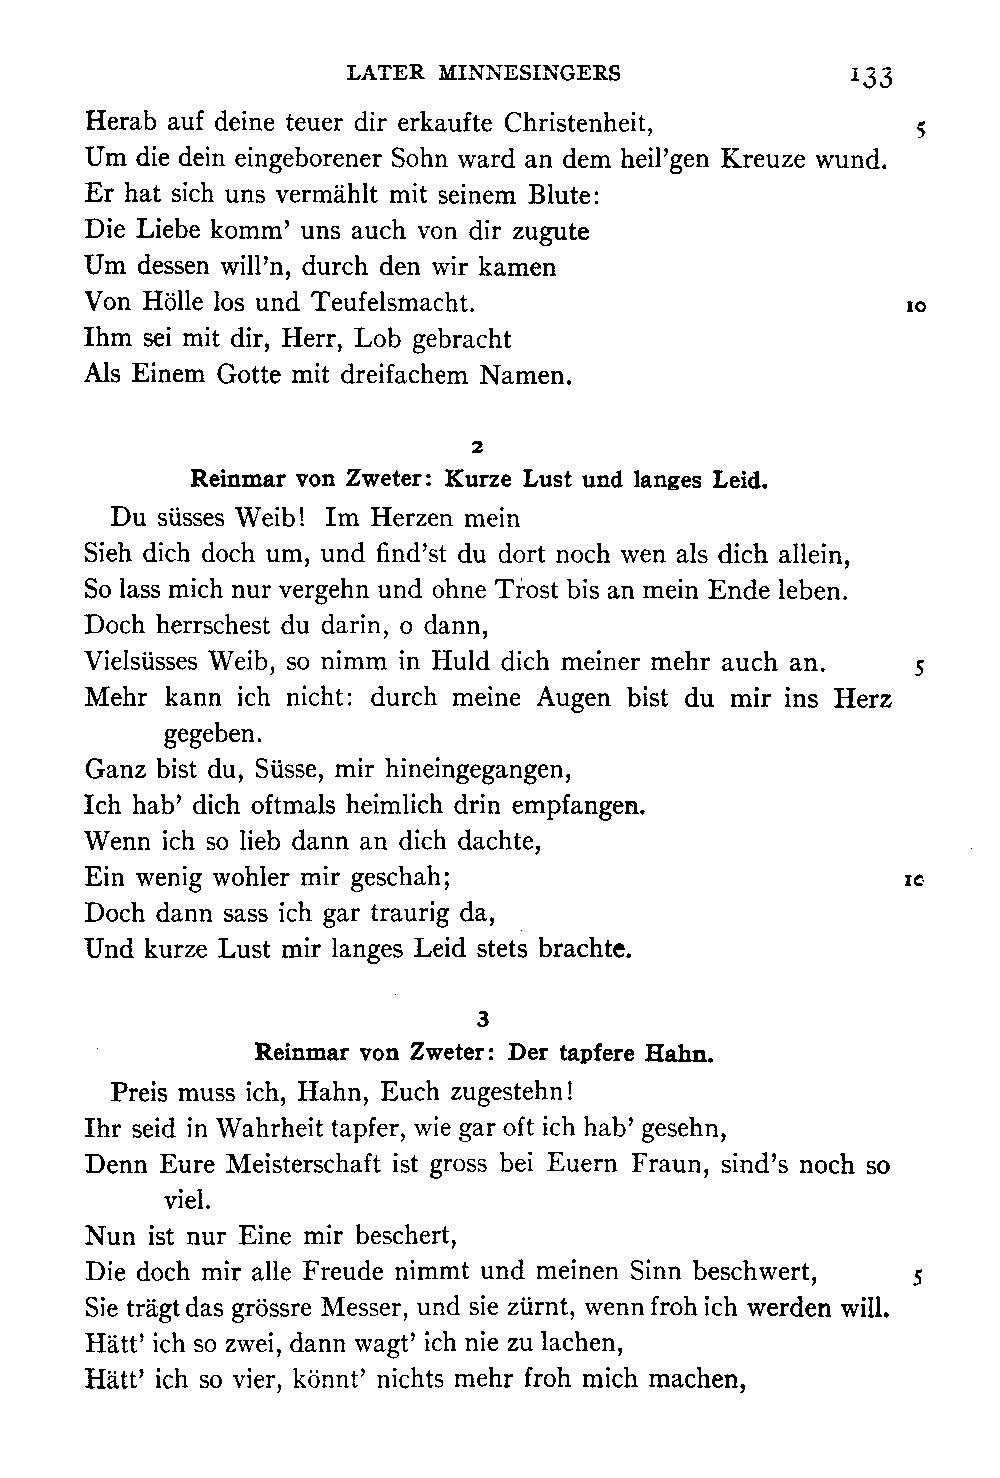 LATER MINNESINGERS 133
Herab auf deine teuer dir erkaufte Christenheit, 5
Um die dein eingeborener Sohn ward an dem heil'gen Kreuze wund.
Er hat sich uns vermählt mit seinem Blute:
Die Liebe komm' uns auch von dir zugute
Um dessen will'n, durch den wir kamen
Von Hölle los und Teufelsmacht. 10
Ihm sei mit dir, Herr, Lob gebracht
Als Einem Gotte mit dreifachem Namen.
2
Reinmar von Zweter: Kurze Lust und langes Leid.
Du süsses Weib! Im Herzen mein
Sieh dich doch um, und find'st du dort noch wen als dich allein,
So lass mich nur vergehn und ohne Trost bis an mein Ende leben.
Doch herrschest du darin, o dann,
Vielsüsses Weib, so nimm in Huld dich meiner mehr auch an. 5
Mehr kann ich nicht: durch meine Augen bist du mir ins Herz
gegeben.
Ganz bist du, Süsse, mir hineingegangen,
Ich hab' dich oftmals heimlich drin empfangen.
Wenn ich so lieb dann an dich dachte,
Ein wenig wohler mir geschah; 10
Doch dann sass ich gar traurig da,
Und kurze Lust mir langes Leid stets brachte.
3
Reinmar von Zweter: Der tapfere Hahn.
Preis muss ich, Hahn, Euch zugestehn!
Ihr seid in Wahrheit tapfer, wie gar oft ich hab' gesehn,
Denn Eure Meisterschaft ist gross bei Euern Fraun, sind's noch so
viel.
Nun ist nur Eine mir beschert,
Die doch mir alle Freude nimmt und meinen Sinn beschwert, 5
Sie trägt das grössre Messer, und sie zürnt, wenn froh ich werden will.
Hätt' ich so zwei, dann wagt' ich nie zu lachen,
Hätt' ich so vier, könnt' nichts mehr froh mich machen,